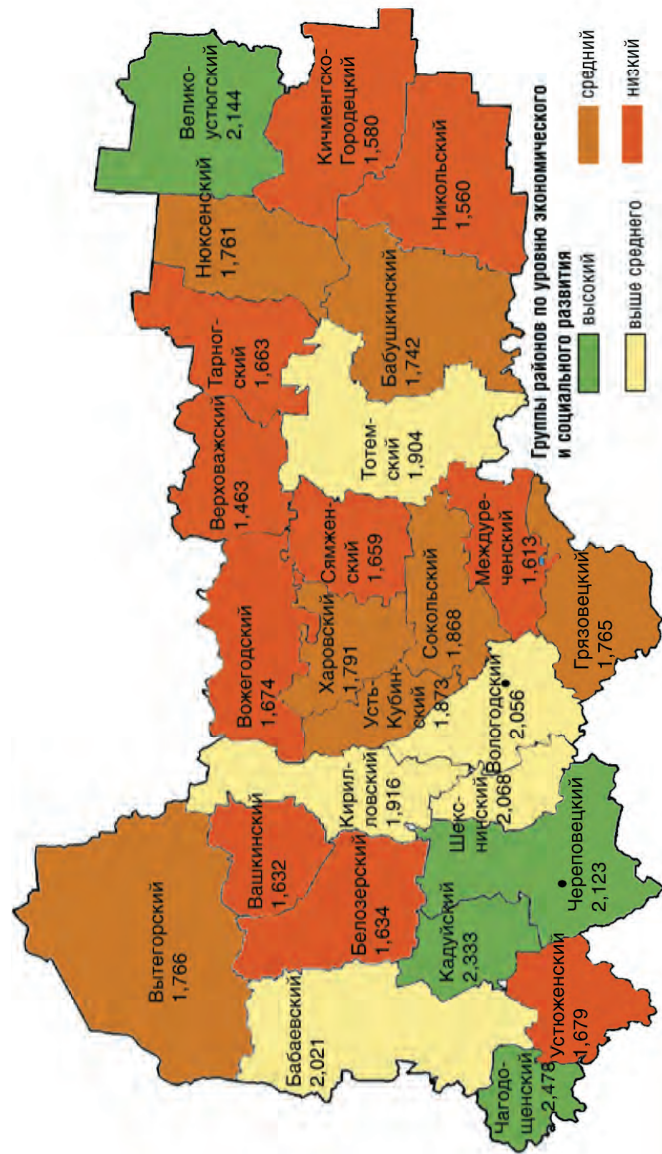 Вытегорский
1,766
Бабаевский
2,021
Вашкинский
1,632
Белозерский
1,634
Кадуйский
2,333
Чагодо-
щенский
2,478
Устюженский
1,679
Череповецкий
2,123
Шекс-
нинский
2,068
Кирил-
ловский
1,916
Вологодский
2,056
Вожегодский
1,674
Харовский
1,791
Усть-
Кубин-
ский
1,873
Сокольский
1,868
Сямжен-
ский
1,659
Верховажский
1,463
Междуре-
ченский
1,613
Грязовецкий
1,765
Тарног-
ский
1,663
Тотем-
ский
1,904
Нюксенский
1,761
Бабушкинский
1,742
Велико-
устюгский
2,144
Кичменгско-
Городецкий
1,580
Никольский
1,560
Группы районов по уровню экономического
и социального развития
высокий
средний
выше среднего
низкий